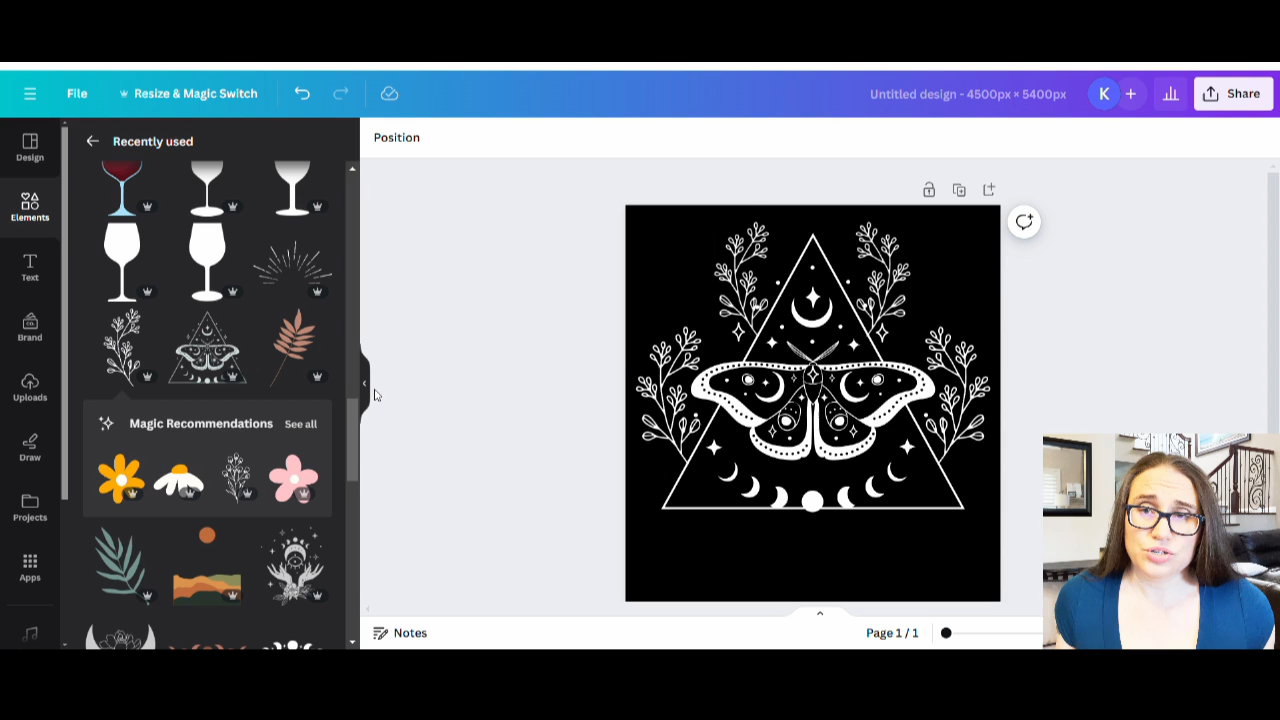 File
Resize & Magic Switch
Untitled design - 4500px × 5400px
K
Share
Design
Elements
Text
Brand
Uploads
Draw
Projects
Apps
Recently used
Magic Recommendations
See all
Position
Notes
Page 1 / 1